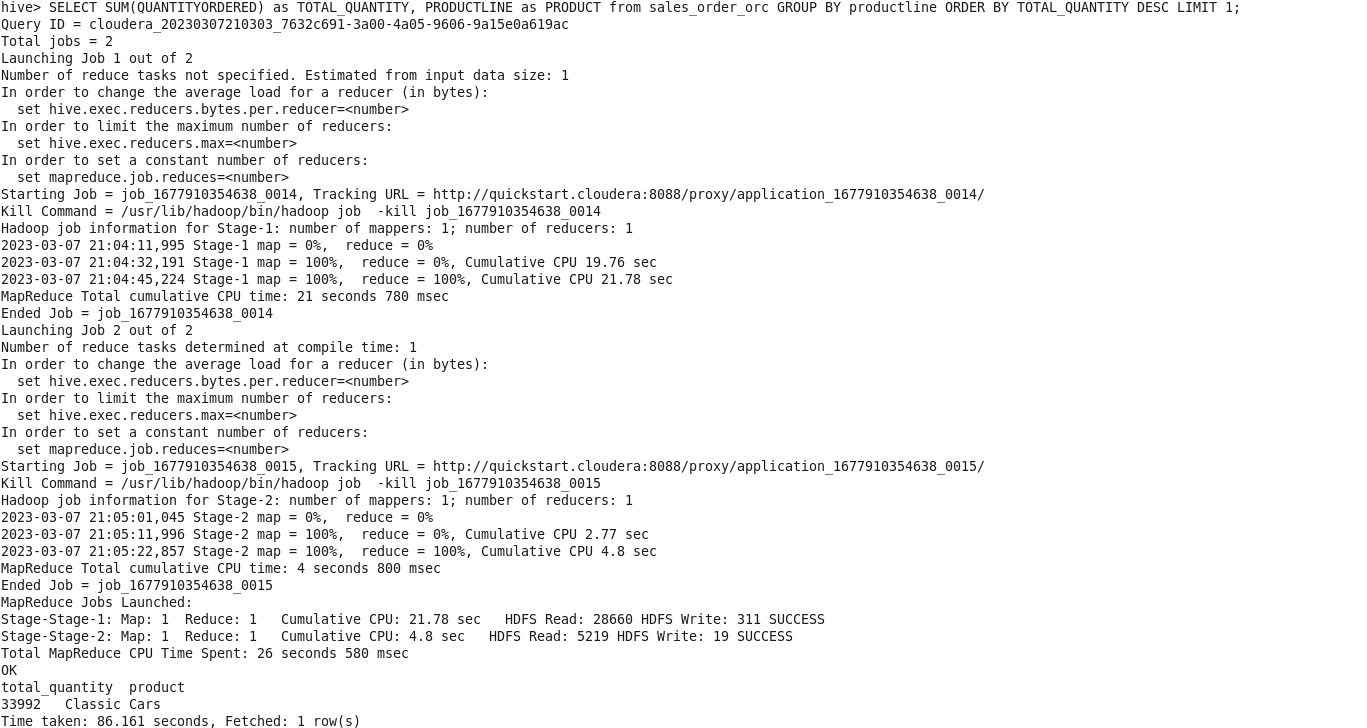 hive> SELECT SUM(QUANTITYORDERED) as TOTAL_QUANTITY, PRODUCTLINE as PRODUCT from sales_order_orc GROUP BY productline ORDER BY TOTAL_QUANTITY DESC LIMIT 1;
Query ID = cloudera_20230307210303_7632c691-3a00-4a05-9606-9a15e0a619ac
Total jobs = 2
Launching Job 1 out of 2
Number of reduce tasks not specified. Estimated from input data size: 1
In order to change the average load for a reducer (in bytes):
  set hive.exec.reducers.bytes.per.reducer=<number>
In order to limit the maximum number of reducers:
  set hive.exec.reducers.max=<number>
In order to set a constant number of reducers:
  set mapreduce.job.reduces=<number>
Starting Job = job_1677910354638_0014, Tracking URL = http://quickstart.cloudera:8088/proxy/application_1677910354638_0014/
Kill Command = /usr/lib/hadoop/bin/hadoop job  -kill job_1677910354638_0014
Hadoop job information for Stage-1: number of mappers: 1; number of reducers: 1
2023-03-07 21:04:11,995 Stage-1 map = 0%,  reduce = 0%
2023-03-07 21:04:32,191 Stage-1 map = 100%,  reduce = 0%, Cumulative CPU 19.76 sec
2023-03-07 21:04:45,224 Stage-1 map = 100%,  reduce = 100%, Cumulative CPU 21.78 sec
MapReduce Total cumulative CPU time: 21 seconds 780 msec
Ended Job = job_1677910354638_0014
Launching Job 2 out of 2
Number of reduce tasks determined at compile time: 1
In order to change the average load for a reducer (in bytes):
  set hive.exec.reducers.bytes.per.reducer=<number>
In order to limit the maximum number of reducers:
  set hive.exec.reducers.max=<number>
In order to set a constant number of reducers:
  set mapreduce.job.reduces=<number>
Starting Job = job_1677910354638_0015, Tracking URL = http://quickstart.cloudera:8088/proxy/application_1677910354638_0015/
Kill Command = /usr/lib/hadoop/bin/hadoop job  -kill job_1677910354638_0015
Hadoop job information for Stage-2: number of mappers: 1; number of reducers: 1
2023-03-07 21:05:01,045 Stage-2 map = 0%,  reduce = 0%
2023-03-07 21:05:11,996 Stage-2 map = 100%,  reduce = 0%, Cumulative CPU 2.77 sec
2023-03-07 21:05:22,857 Stage-2 map = 100%,  reduce = 100%, Cumulative CPU 4.8 sec
MapReduce Total cumulative CPU time: 4 seconds 800 msec
Ended Job = job_1677910354638_0015
MapReduce Jobs Launched:
Stage-Stage-1: Map: 1  Reduce: 1   Cumulative CPU: 21.78 sec   HDFS Read: 28660 HDFS Write: 311 SUCCESS
Stage-Stage-2: Map: 1  Reduce: 1   Cumulative CPU: 4.8 sec   HDFS Read: 5219 HDFS Write: 19 SUCCESS
Total MapReduce CPU Time Spent: 26 seconds 580 msec
OK
total_quantity  product
33992   Classic Cars
Time taken: 86.161 seconds, Fetched: 1 row(s)